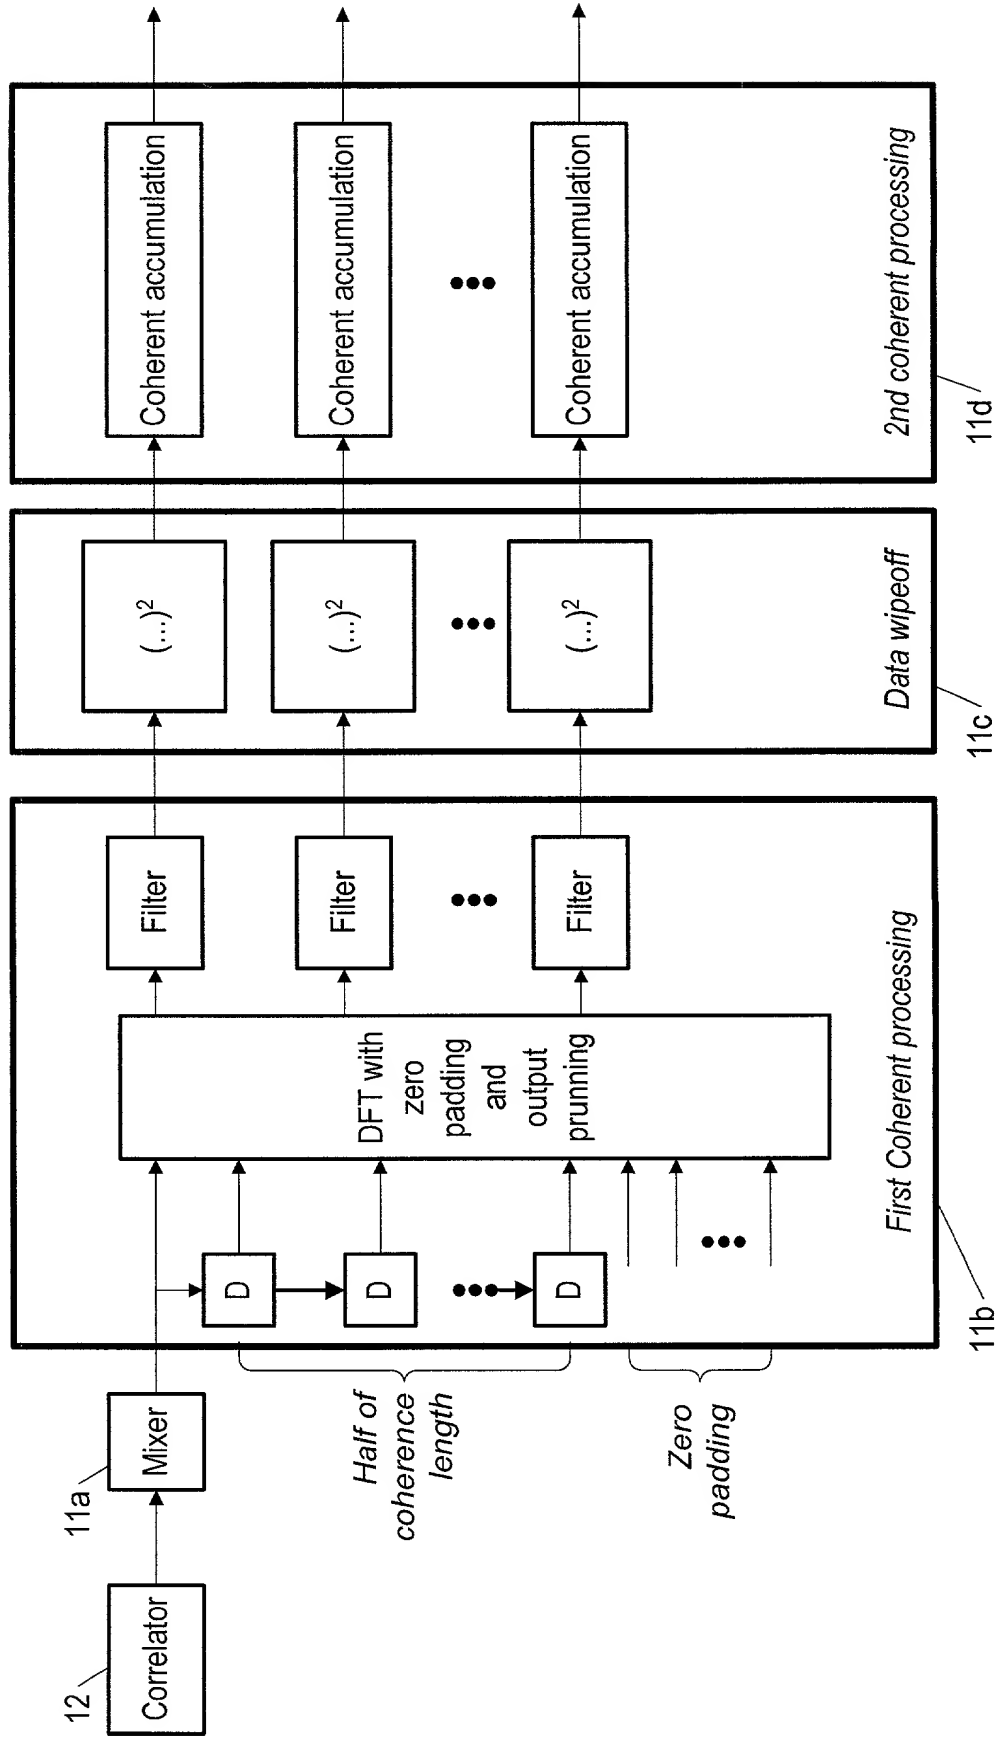 12
Correlator
11a
Mixer
Half of
coherence
length
Zero
padding
D
D
D
DFT with
zero
padding
and
output
prunning
Filter
Filter
Filter
First Coherent processing
11b
(...)2
(...)2
(...)2
Data wipeoff
11c
Coherent accumulation
Coherent accumulation
Coherent accumulation
2nd coherent processing
11d